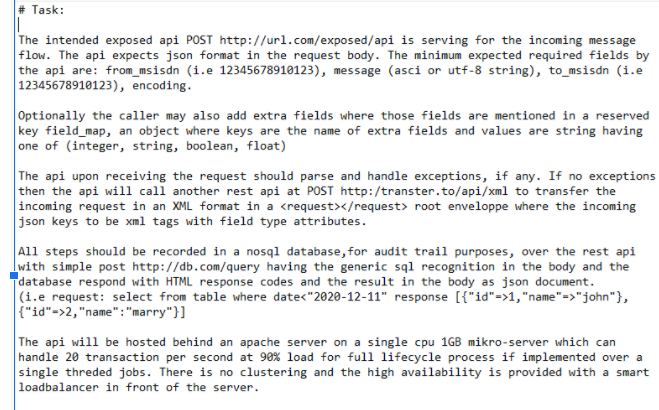 # Task:
The intended exposed api POST http://url.com/exposed/api is serving for the incoming message
flow. The api expects json format in the request body. The minimum expected required fields by
the api are: from_msisdn (i.e 12345678910123), message (asci or utf-8 string), to_msisdn (i.e
12345678910123), encoding.
Optionally the caller may also add extra fields where those fields are mentioned in a reserved
key field_map, an object where keys are the name of extra fields and values are string having
one of (integer, string, boolean, float)
The api upon receiving the request should parse and handle exceptions, if any. If no exceptions
then the api will call another rest api at POST http:/transter.to/api/xml to transfer the
incoming request in an XML format in a <request></request> root enveloppe where the incoming
json keys to be xml tags with field type attributes.
All steps should be recorded in a nosql database,for audit trail purposes, over the rest api
with simple post http://db.com/query having the generic sql recognition in the body and the
database respond with HTML response codes and the result in the body as json document.
(i.e request: select from table where date<"2020-12-11" response [{"id"=>1,"name"=>"john"},
{"id"=>2,"name":"marry"}]
The api will be hosted behind an apache server on a single cpu 1GB mikro-server which can
handle 20 transaction per second at 90% load for full lifecycle process if implemented over a
single threded jobs. There is no clustering and the high availability is provided with a smart
loadbalancer in front of the server.